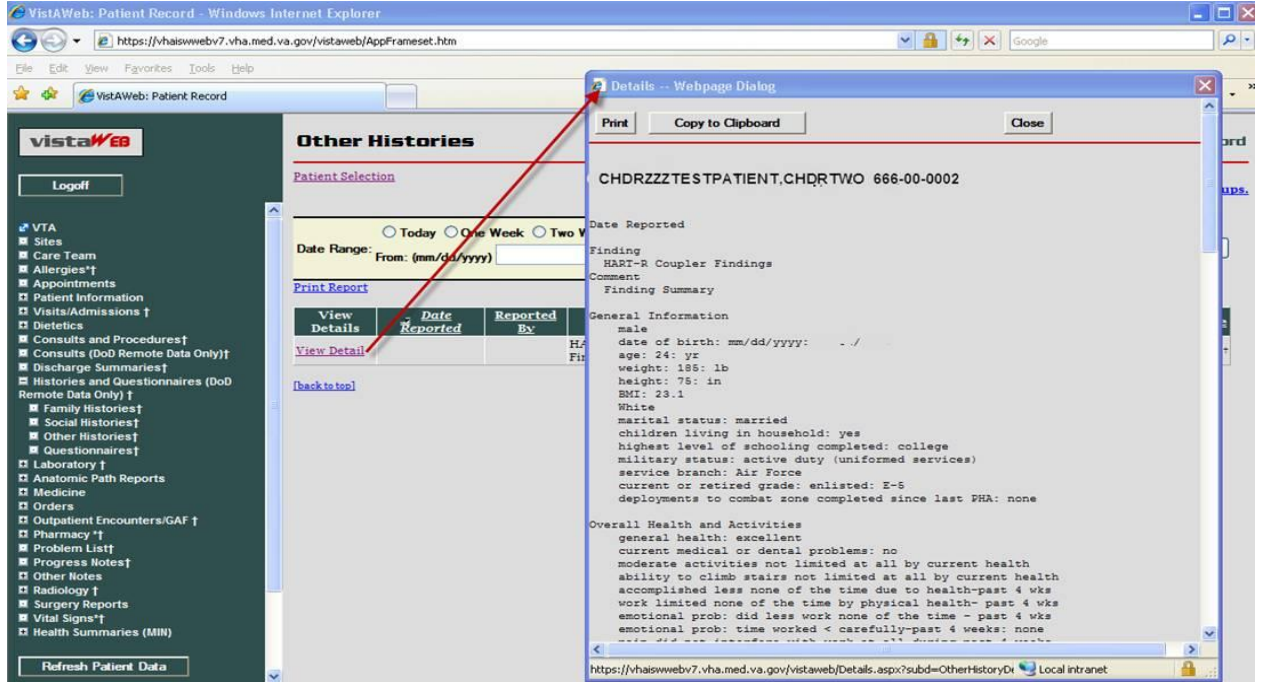 VistAWeb: Patient Record - Windows Internet Explorer
https://vhaiswwebv7.vha.med.va.gov/vistaweb/AppFrameset.htm
Google
File Edit View Favorites Tools Help
VistAWeb: Patient Record
vistaWEB
Logoff
VTA
Sites
Care Team
Allergies*†
Appointments
Patient Information
Visits/Admissions †
Dietetics
Consults and Procedures†
Consults (DoD Remote Data Only)†
Discharge Summaries†
Histories and Questionnaires (DoD
Remote Data Only) †
Family Histories†
Social Histories†
Other Histories†
Questionnaires†
Laboratory †
Anatomic Path Reports
Medicine
Orders
Outpatient Encounters/GAF †
Pharmacy *†
Problem List†
Progress Notes†
Other Notes
Radiology †
Surgery Reports
Vital Signs*†
Health Summaries (MIN)
Refresh Patient Data
Other Histories
ord
Patient Selection
ups.
Today One Week Two W
Date Range:
From: (mm/dd/yyyy)
Print Report
View Details Date Reported Reported By
View Detail
[back to top]
Details -- Webpage Dialog
Print Copy to Clipboard Close
CHDRZZZTESTPATIENT,CHDRTWO 666-00-0002
Date Reported
Finding
HART-R Coupler Findings
Comment
Finding Summary
General Information
male
date of birth: mm/dd/yyyy: . ./
age: 24: yr
weight: 185: lb
height: 75: in
BMI: 23.1
White
marital status: married
children living in household: yes
highest level of schooling completed: college
military status: active duty (uniformed services)
service branch: Air Force
current or retired grade: enlisted: E-5
deployments to combat zone completed since last PHA: none
Overall Health and Activities
general health: excellent
current medical or dental problems: no
moderate activities not limited at all by current health
ability to climb stairs not limited at all by current health
accomplished less none of the time due to health-past 4 wks
work limited none of the time by physical health- past 4 wks
emotional prob: did less work none of the time - past 4 wks
emotional prob: time worked < carefully-past 4 weeks: none
pain did not interfere with work at all during past 4 weeks
https://vhaiswwebv7.vha.med.va.gov/vistaweb/Details.aspx?subd=OtherHistoryDe Local intranet